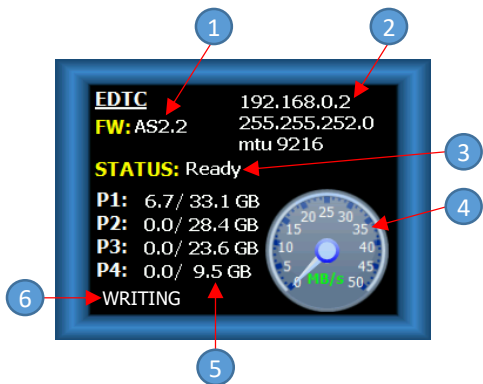 1
2
EDTC
192.168.0.2
FW: AS2.2
255.255.252.0
mtu 9216
STATUS: Ready
3
P1: 6.7/ 33.1 GB
P2: 0.0/ 28.4 GB
P3: 0.0/ 23.6 GB
P4: 0.0/ 9.5 GB
0 5 10 15 20 25 30 35 40 45 50
MB/s
4
WRITING
6
5